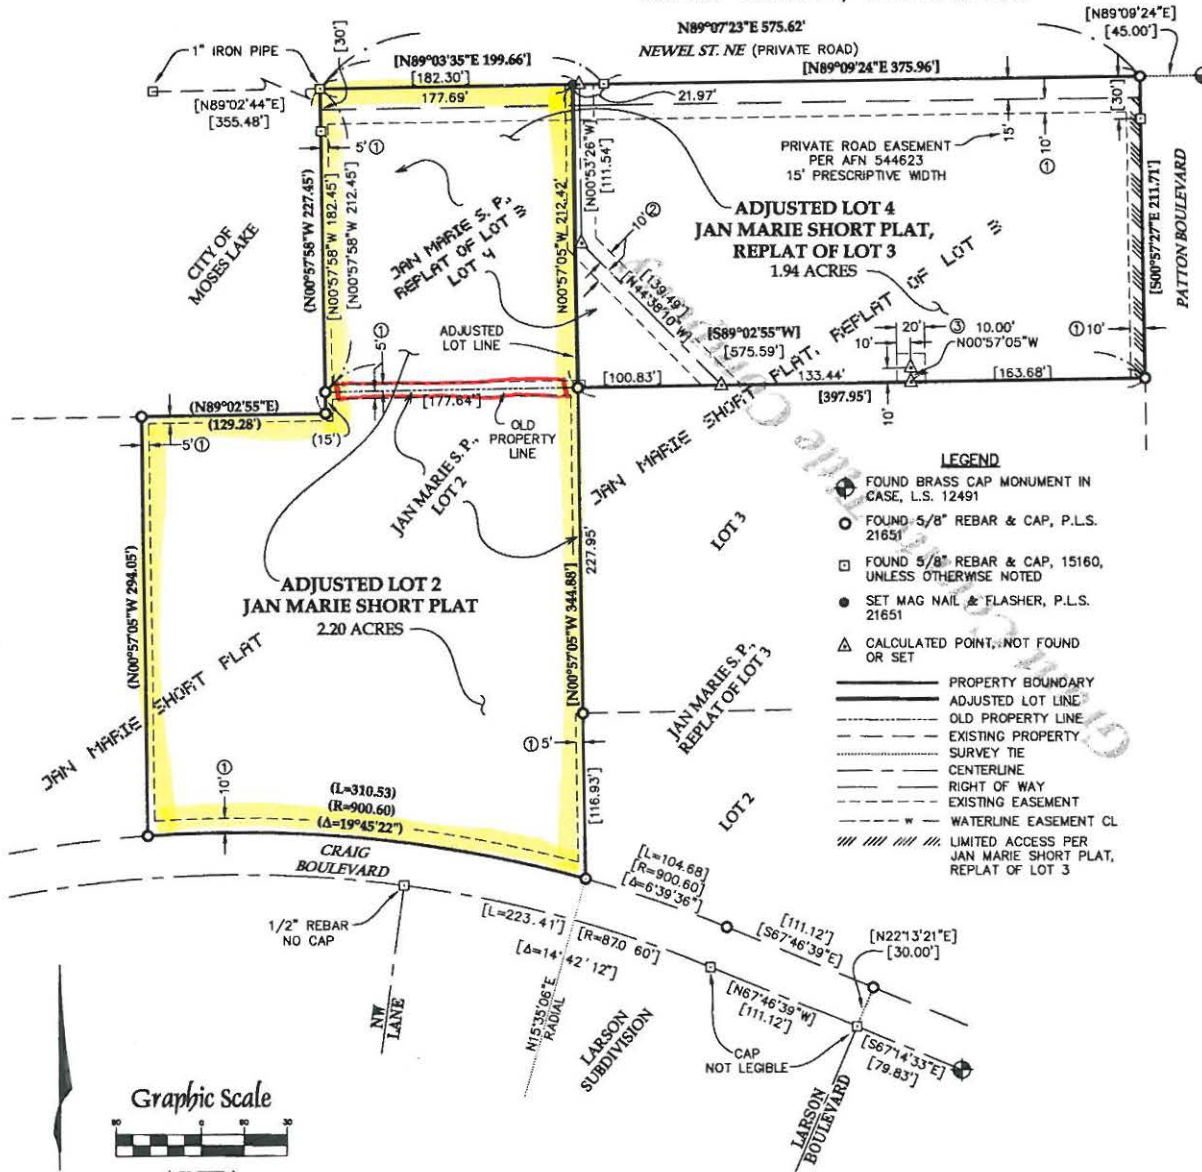 [N89°09'24"E]
[45.00']
N89°07'23"E 575.62'
NEWEL ST. NE (PRIVATE ROAD)
[30']
1" IRON PIPE
[N89°03'35"E 199.66']
[N89°09'24"E 375.96']
[182.30']
177.69'
21.97'
[N89°02'44"E]
[355.48']
[30']
15'
10' ①
5' ①
PRIVATE ROAD EASEMENT
PER AFN 544623
15' PRESCRIPTIVE WIDTH
[N00°53'26"W]
[111.54']
(N00°57'58"W 227.45')
[N00°57'58"W 182.45']
[N00°57'58"W 212.45']
N00°57'05"W 212.42'
[S00°57'27"E 211.71']
PATTON BOULEVARD
CITY OF
MOSES LAKE
JAN MARIE S. P.,
REPLAT OF LOT 3
LOT 4
10' ②
ADJUSTED LOT 4
JAN MARIE SHORT PLAT,
REPLAT OF LOT 3
1.94 ACRES
[139.49']
[N44°38'10"W]
ADJUSTED
LOT LINE
5' ①
[S89°02'55"W]
[575.59']
20' ③
10'
10.00'
N00°57'05"W
① 10'
[100.83']
133.44'
[163.68']
[397.95']
10'
[177.64']
(N89°02'55"E)
(129.28')
(15')
5' ①
OLD
PROPERTY
LINE
JAN MARIE S. P.,
LOT 2
JAN MARIE SHORT PLAT, REPLAT OF LOT 3
Grant County Title Company
227.95'
[N00°57'05"W 344.88']
LOT 3
(N00°57'05"W 294.05')
ADJUSTED LOT 2
JAN MARIE SHORT PLAT
2.20 ACRES
JAN MARIE SHORT PLAT
JAN MARIE S. P.,
REPLAT OF LOT 3
LOT 2
① 5'
[116.93']
10' ①
(L=310.53)
(R=900.60)
(Δ=19°45'22")
CRAIG
BOULEVARD
LEGEND
FOUND BRASS CAP MONUMENT IN
CASE, L.S. 12491
FOUND 5/8" REBAR & CAP, P.L.S.
21651
FOUND 5/8" REBAR & CAP, 15160,
UNLESS OTHERWISE NOTED
SET MAG NAIL & FLASHER, P.L.S.
21651
CALCULATED POINT, NOT FOUND
OR SET
PROPERTY BOUNDARY
ADJUSTED LOT LINE
OLD PROPERTY LINE
EXISTING PROPERTY
SURVEY TIE
CENTERLINE
RIGHT OF WAY
EXISTING EASEMENT
W WATERLINE EASEMENT CL
LIMITED ACCESS PER
JAN MARIE SHORT PLAT,
REPLAT OF LOT 3
[L=104.68]
[R=900.60]
[Δ=6°39'36"]
1/2" REBAR
NO CAP
[L=223.41']
[R=870.60']
[Δ=14°42'12"]
[111.12']
[S67°46'39"E]
[N22°13'21"E]
[30.00']
N15°35'06"E
RADIAL
[N67°46'39"W]
[111.12']
NW
LANE
LARSON
SUBDIVISION
CAP
NOT LEGIBLE
[S67°14'33"E]
[79.83']
LARSON
BOULEVARD
Graphic Scale
0